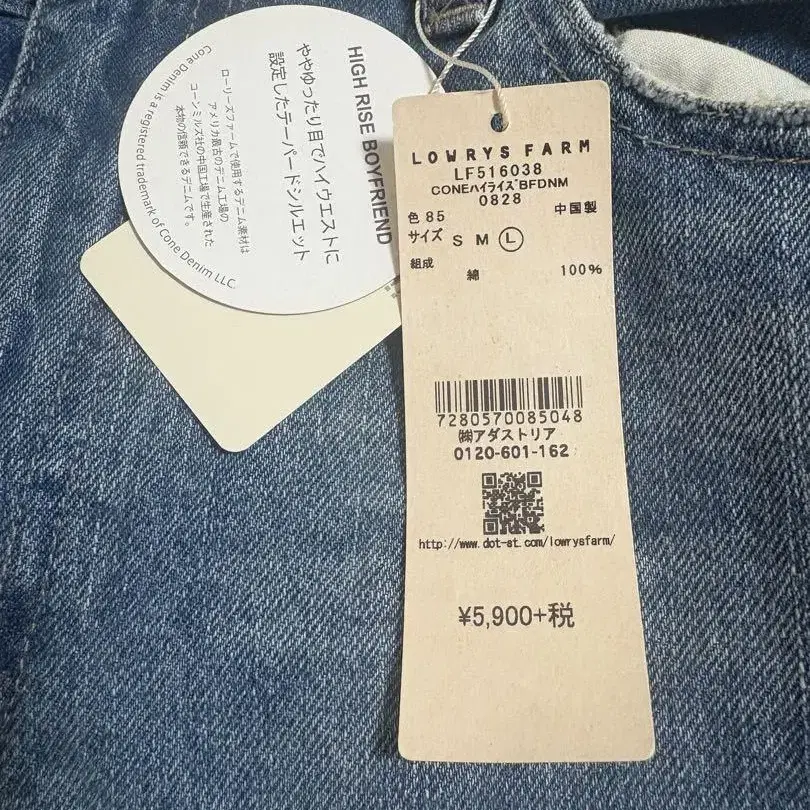 HIGH RISE BOYFRIEND
ややゆったり目でハイウエストに
設定したテーパードシルエット
ローリーズファームで使用するデニム素材は
アメリカ最古のデニム工場の
コーンミルズ社の中国工場で生産された
本物の信頼できるデニムです。
Cone Denim is a registered trademark of Cone Denim LLC.
LOWRYS FARM
LF516038
CONEハイライズBFDNM
0828
色 85 中国製
サイズ S M L
組成 綿 100%
7280570085048
㈱アダストリア
0120-601-162
http://www.dot-st.com/lowrysfarm/
¥5,900+税